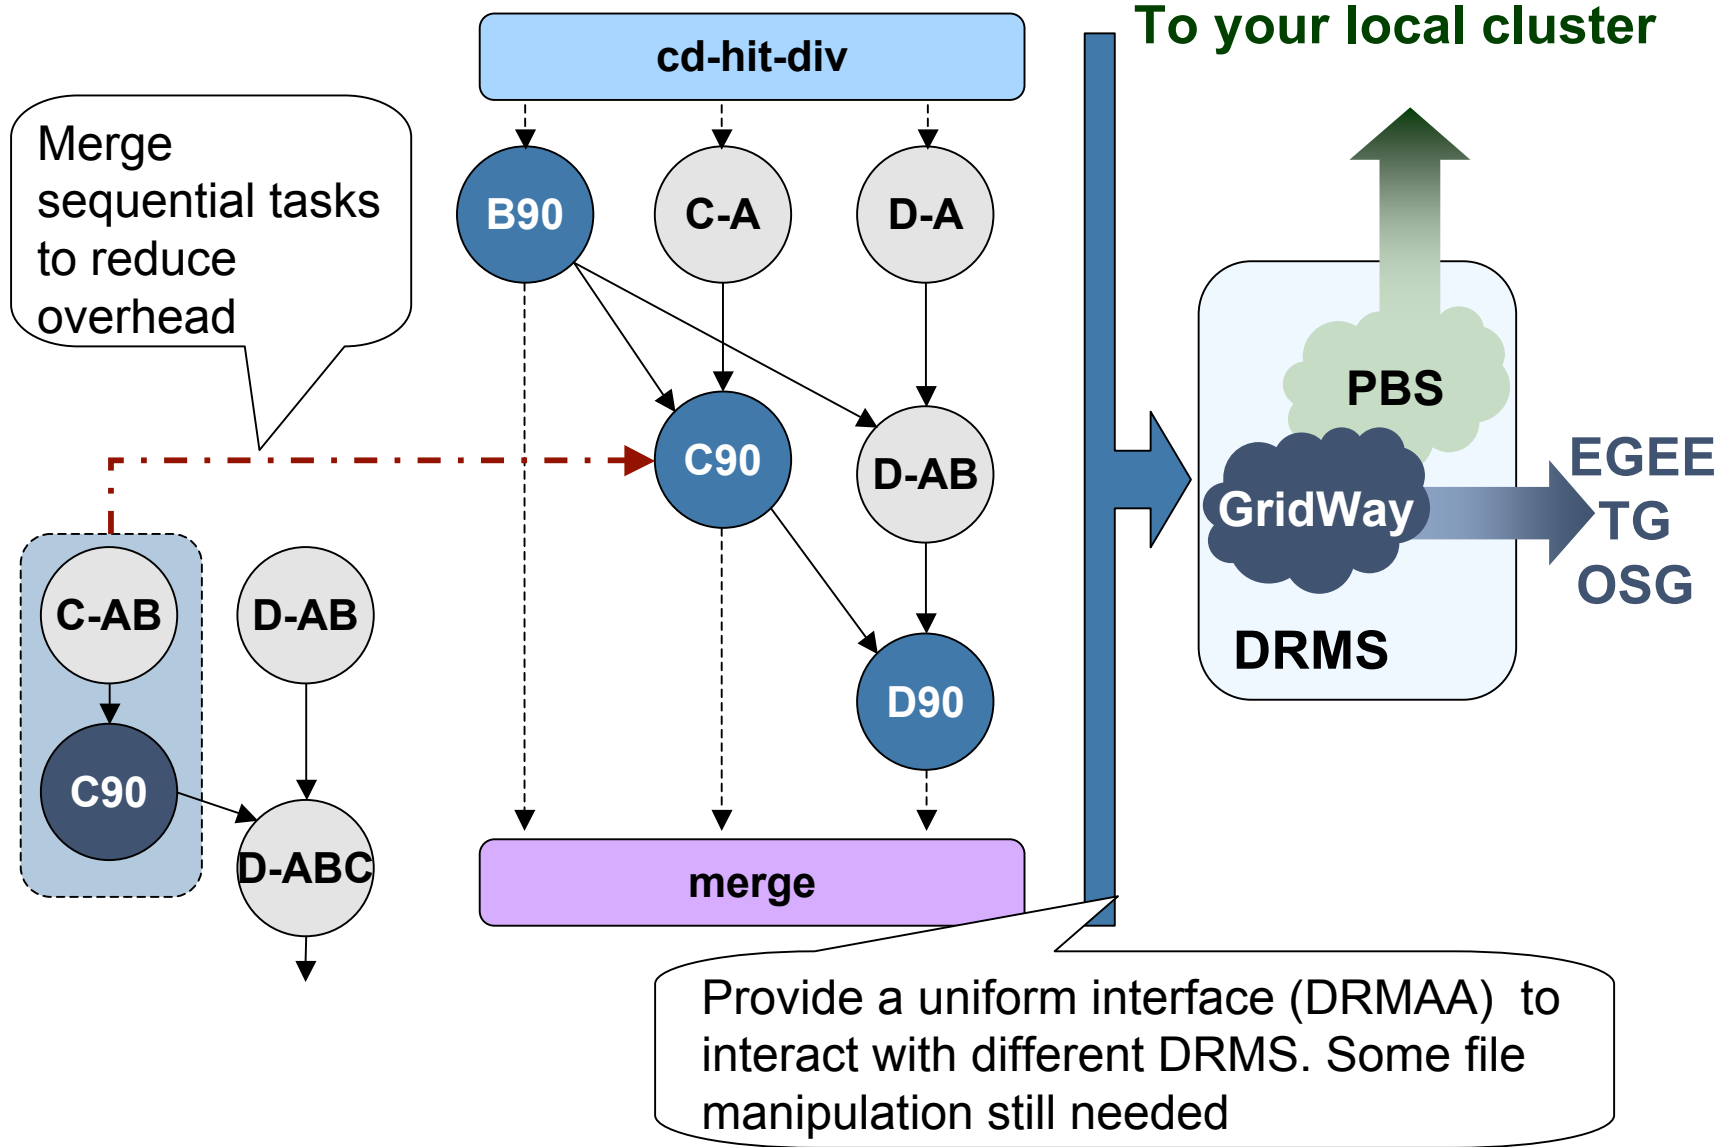 To your local cluster
cd-hit-div
Merge
sequential tasks
to reduce
overhead
B90
C-A
D-A
C90
D-AB
D90
C-AB
D-AB
C90
D-ABC
merge
PBS
GridWay
DRMS
EGEE
TG
OSG
Provide a uniform interface (DRMAA)  to
interact with different DRMS. Some file
manipulation still needed